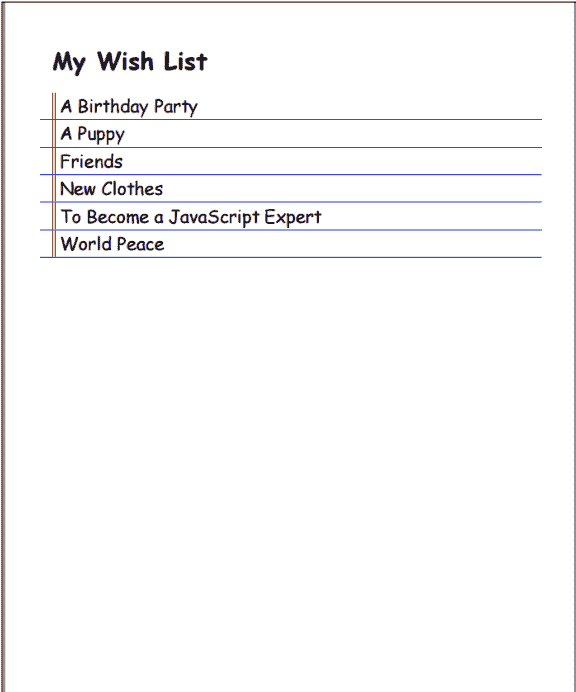 My Wish List
A Birthday Party
A Puppy
Friends
New Clothes
To Become a JavaScript Expert
World Peace